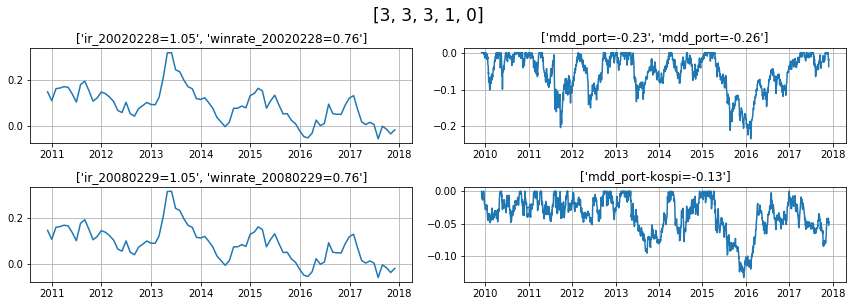 [3, 3, 3, 1, 0]
['ir_20020228=1.05', 'winrate_20020228=0.76']
0.2
0.0
2011 2012 2013 2014 2015 2016 2017 2018
['mdd_port=-0.23', 'mdd_port=-0.26']
0.0
−0.1
−0.2
2010 2011 2012 2013 2014 2015 2016 2017 2018
['ir_20080229=1.05', 'winrate_20080229=0.76']
0.2
0.0
2011 2012 2013 2014 2015 2016 2017 2018
['mdd_port-kospi=-0.13']
0.00
−0.05
−0.10
2010 2011 2012 2013 2014 2015 2016 2017 2018